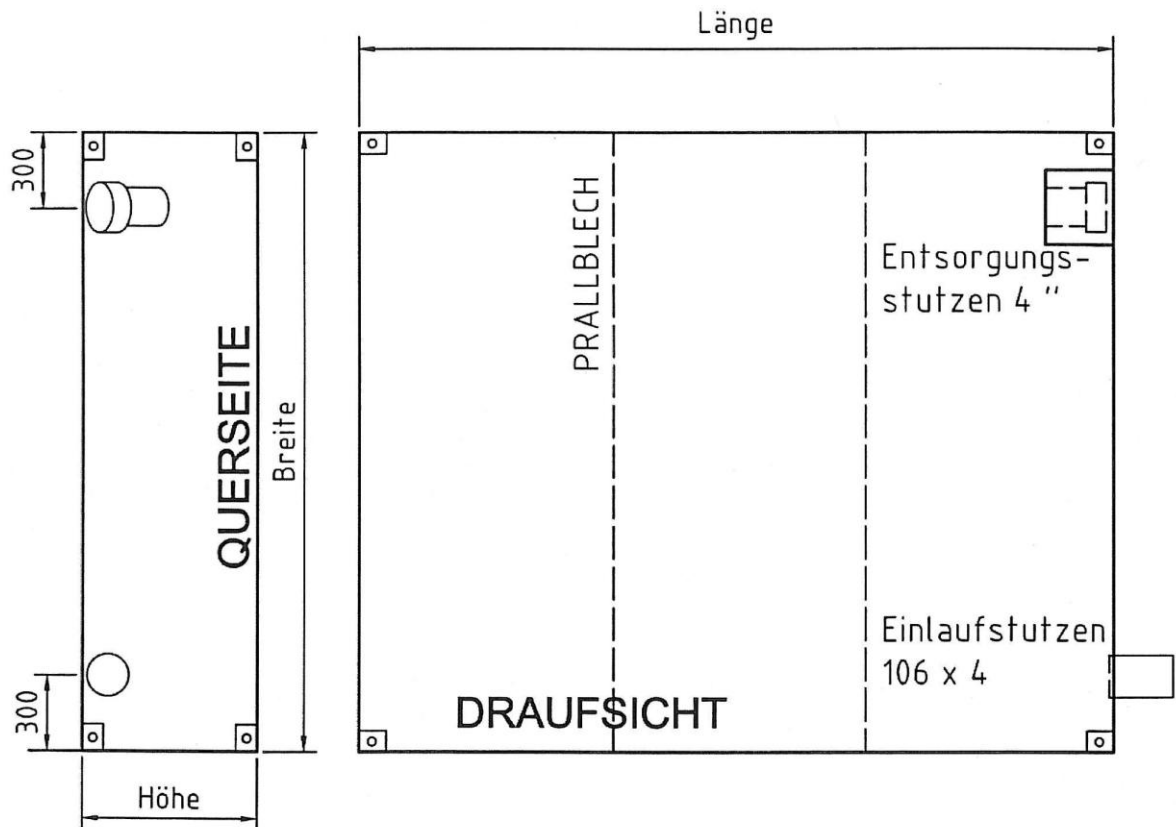 Länge
300
PRALLBLECH
Entsorgungs-
stutzen 4 "
QUERSEITE
Breite
Einlaufstutzen
106 x 4
300
DRAUFSICHT
Höhe